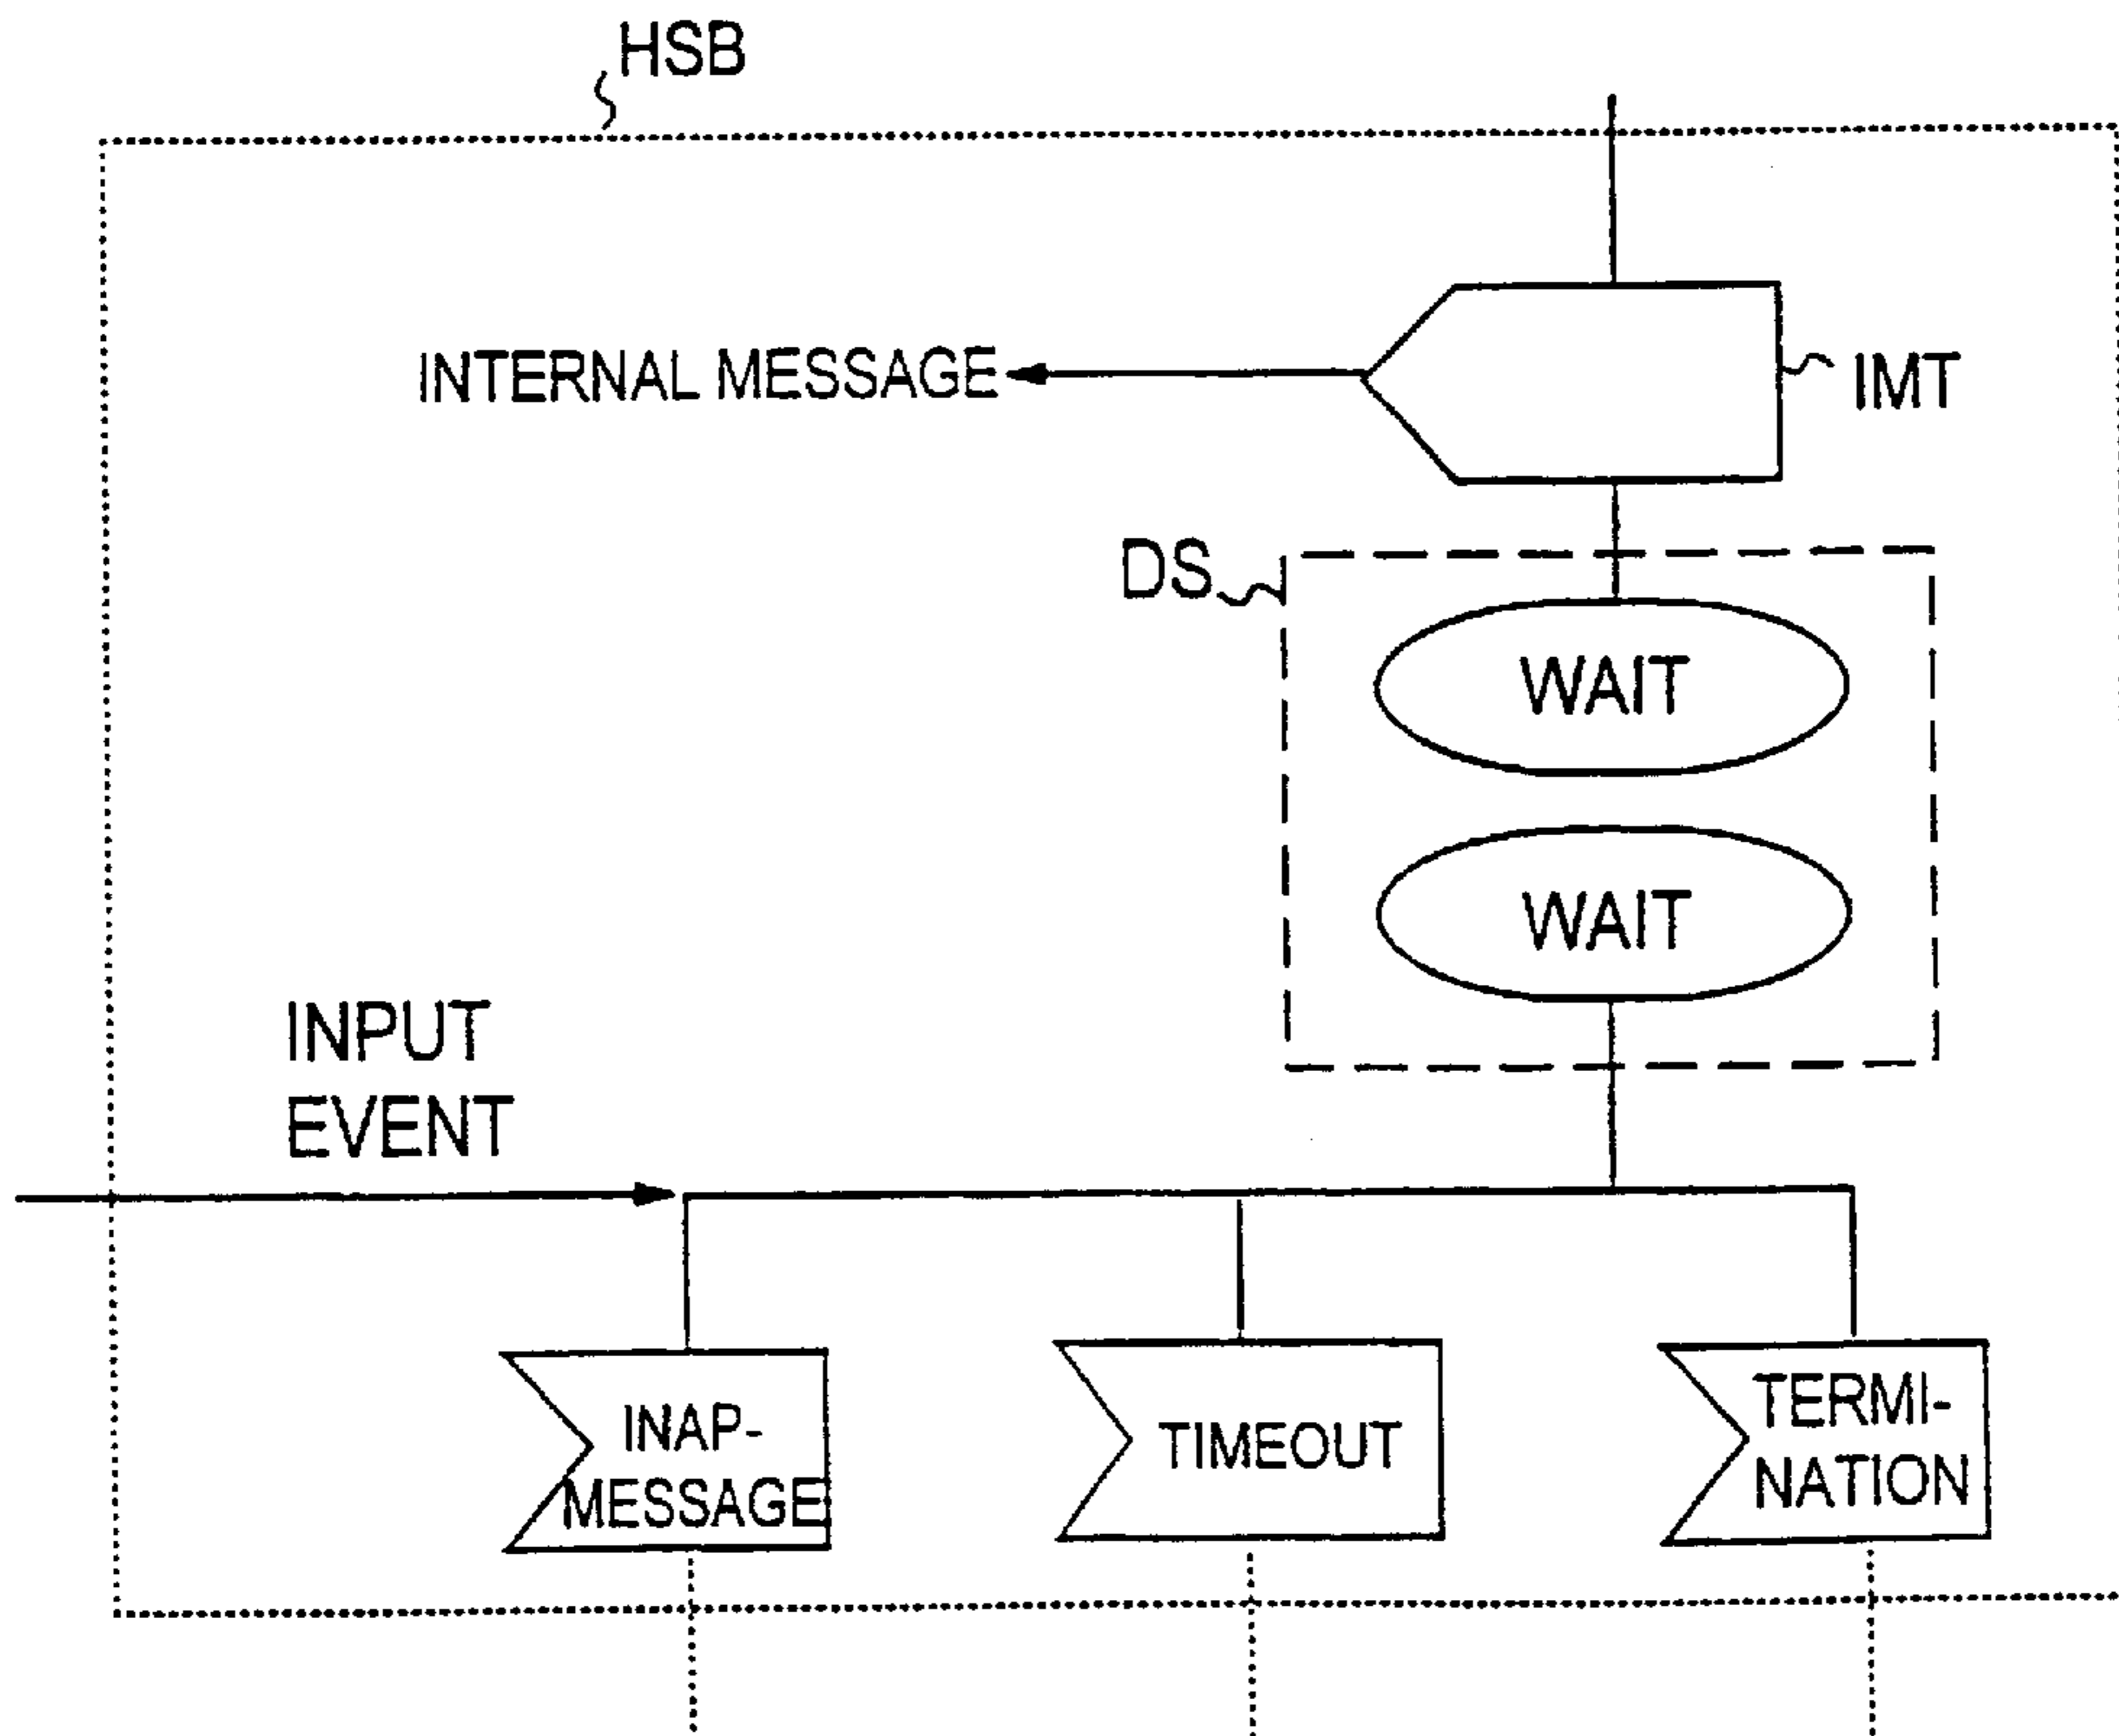 HSB
INTERNAL MESSAGE
IMT
DS
WAIT
WAIT
INPUT
EVENT
INAP-
MESSAGE
TIMEOUT
TERMI-
NATION